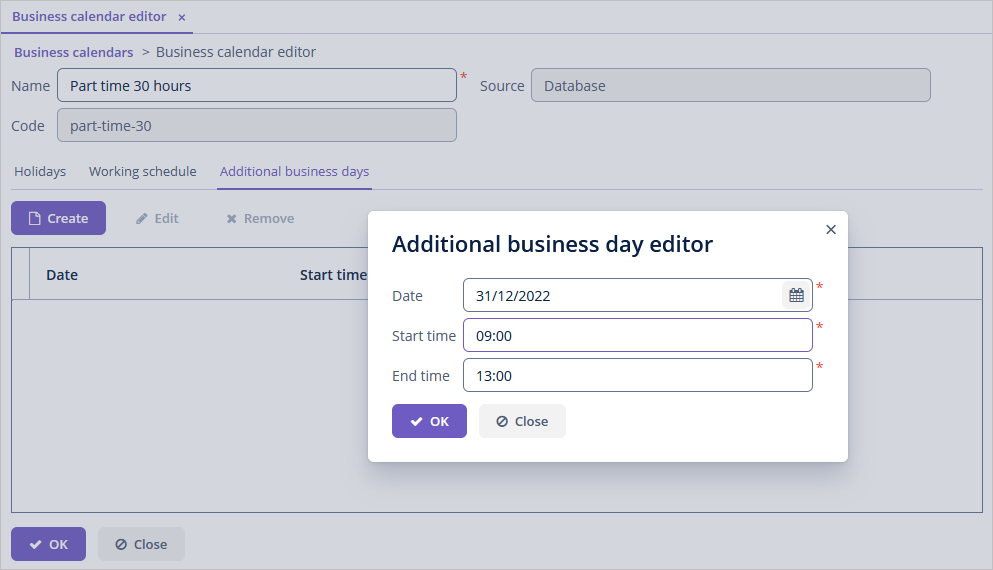 Business calendar editor ×
Business calendars > Business calendar editor
Name Part time 30 hours * Source Database
Code part-time-30
Holidays Working schedule Additional business days
Create Edit Remove
Date Start time
Additional business day editor ×
Date 31/12/2022 *
Start time 09:00 *
End time 13:00 *
OK Close
OK Close